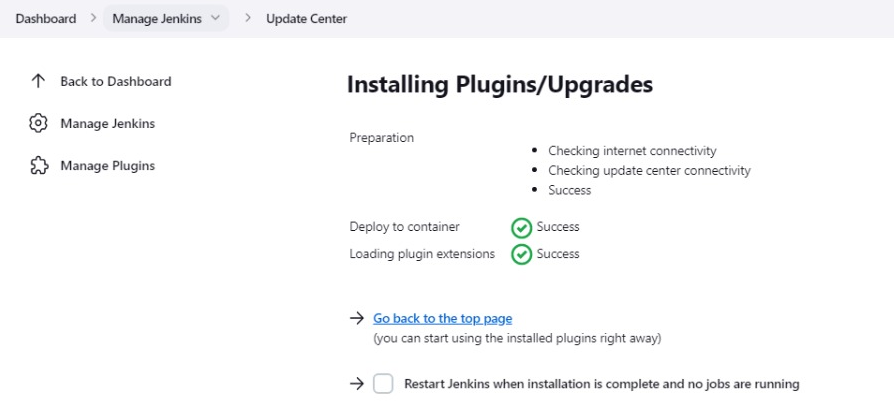 Dashboard > Manage Jenkins > Update Center
Back to Dashboard
Manage Jenkins
Manage Plugins
Installing Plugins/Upgrades
Preparation
Checking internet connectivity
Checking update center connectivity
Success
Deploy to container Success
Loading plugin extensions Success
Go back to the top page
(you can start using the installed plugins right away)
Restart Jenkins when installation is complete and no jobs are running